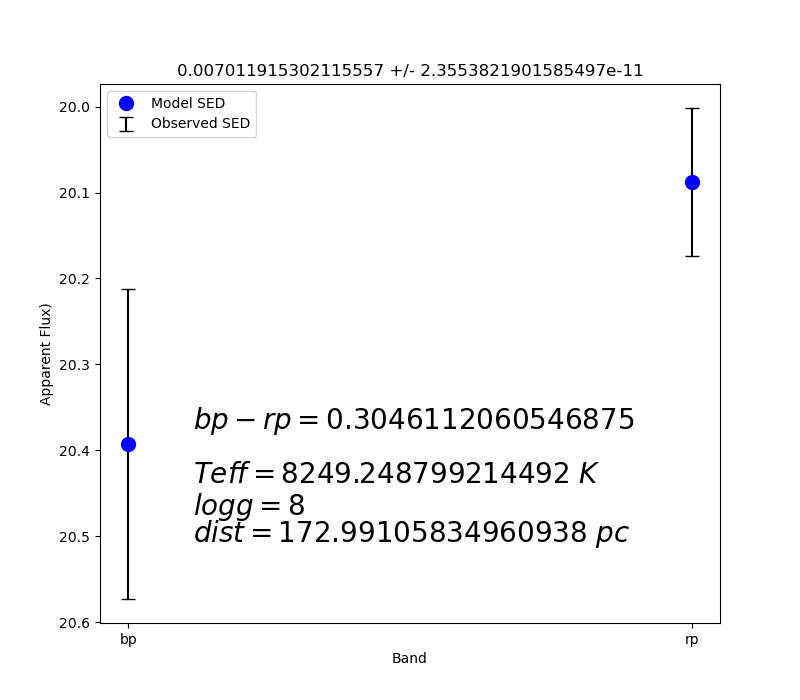 0.007011915302115557 +/- 2.3553821901585497e-11
Model SED
Observed SED
20.0
20.1
20.2
20.3
20.4
20.5
20.6
Apparent Flux)
bp − rp = 0.3046112060546875
Teff = 8249.248799214492 K
logg = 8
dist = 172.99105834960938 pc
bp
rp
Band